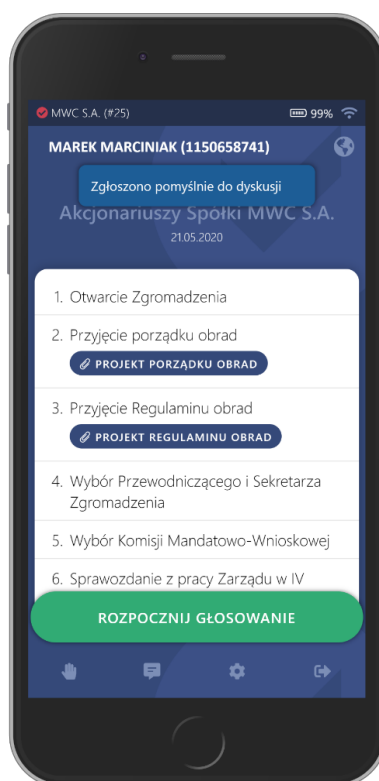 MWC S.A. (#25) 99%
MAREK MARCINIAK (1150658741)
Zgłoszono pomyślnie do dyskusji
Akcjonariuszy Spółki MWC S.A.
21.05.2020
1. Otwarcie Zgromadzenia
2. Przyjęcie porządku obrad
PROJEKT PORZĄDKU OBRAD
3. Przyjęcie Regulaminu obrad
PROJEKT REGULAMINU OBRAD
4. Wybór Przewodniczącego i Sekretarza
Zgromadzenia
5. Wybór Komisji Mandatowo-Wnioskowej
6. Sprawozdanie z pracy Zarządu w IV
ROZPOCZNIJ GŁOSOWANIE